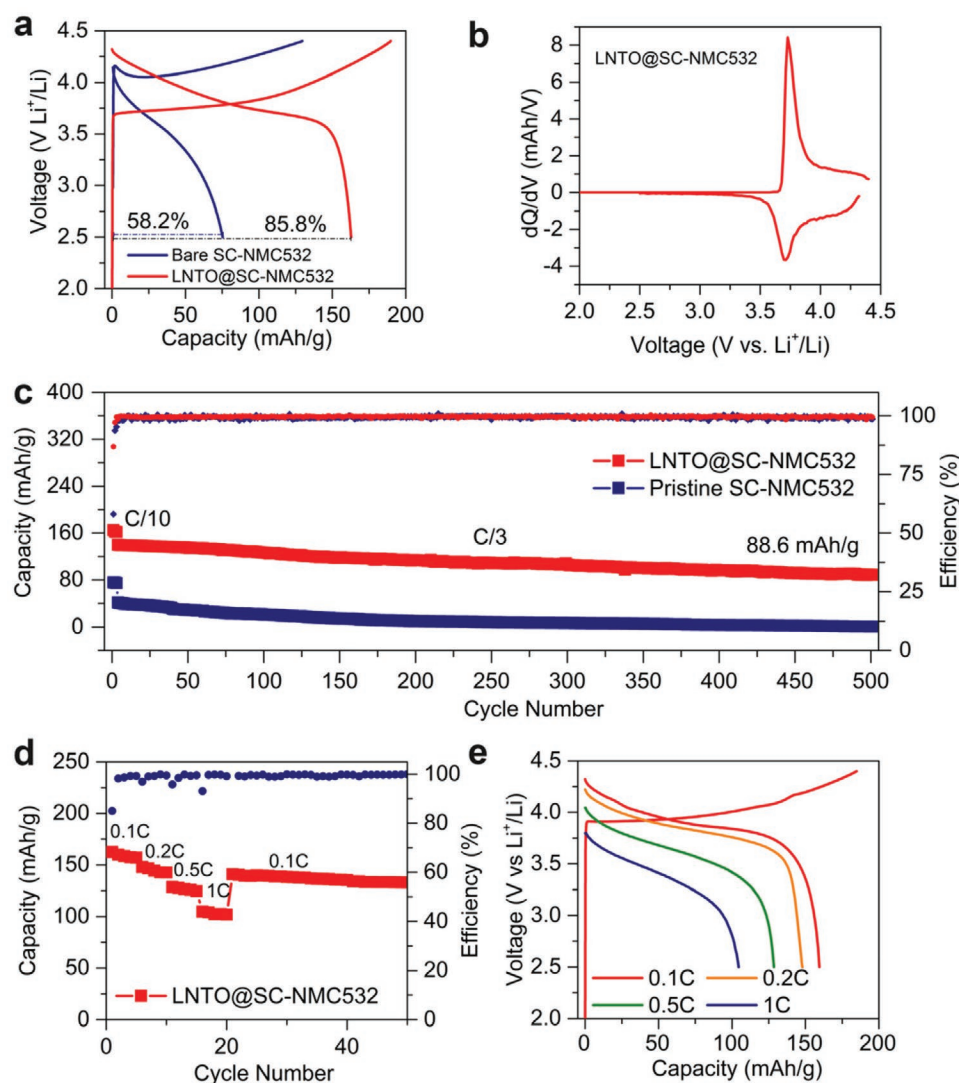 a
4.5
4.0
3.5
3.0
2.5
2.0
Voltage (V Li⁺/Li)
58.2%
85.8%
Bare SC-NMC532
LNTO@SC-NMC532
0
50
100
150
200
Capacity (mAh/g)
b
LNTO@SC-NMC532
8
6
4
2
0
-2
-4
dQ/dV (mAh/V)
2.0
2.5
3.0
3.5
4.0
4.5
Voltage (V vs. Li⁺/Li)
c
400
360
320
280
240
200
160
120
80
40
0
Capacity (mAh/g)
LNTO@SC-NMC532
Pristine SC-NMC532
C/10
C/3
88.6 mAh/g
100
75
50
25
0
Efficiency (%)
0
50
100
150
200
250
300
350
400
450
500
Cycle Number
d
250
225
200
175
150
125
100
75
50
25
0
Capacity (mAh/g)
0.1C
0.2C
0.5C
1C
0.1C
LNTO@SC-NMC532
100
80
60
40
20
0
Efficiency (%)
0
20
40
Cycle Number
e
4.5
4.0
3.5
3.0
2.5
2.0
Voltage (V vs Li⁺/Li)
0.1C
0.2C
0.5C
1C
0
50
100
150
200
Capacity (mAh/g)